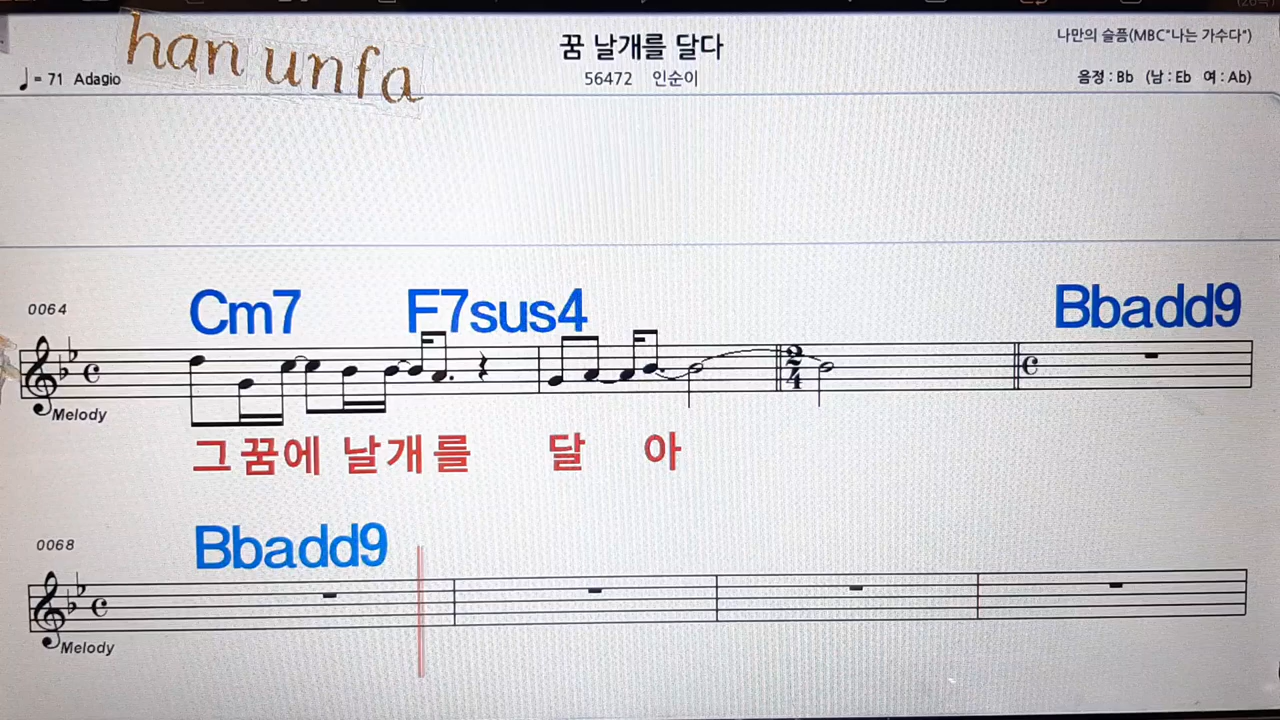 han unfa
꿈 날개를 달다
나만의 슬픔(MBC"나는 가수다")
♩ = 71 Adagio
56472 인순이
음정 : Bb (남 : Eb 여 : Ab)
0064
Cm7 F7sus4 Bbadd9
2
4
Melody
그꿈에 날개를 달 아
0068
Bbadd9
Melody